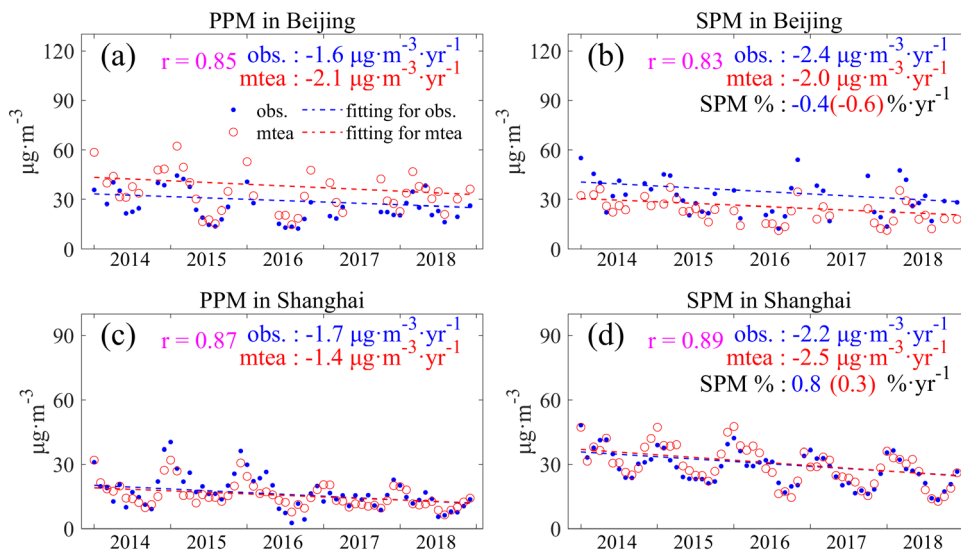 PPM in Beijing
(a)
r = 0.85
obs. : -1.6 μg·m⁻³·yr⁻¹
mtea : -2.1 μg·m⁻³·yr⁻¹
obs.
fitting for obs.
mtea
fitting for mtea
μg·m⁻³
120
90
60
30
0
2014 2015 2016 2017 2018
SPM in Beijing
(b)
r = 0.83
obs. : -2.4 μg·m⁻³·yr⁻¹
mtea : -2.0 μg·m⁻³·yr⁻¹
SPM % : -0.4(-0.6) %·yr⁻¹
μg·m⁻³
120
90
60
30
0
2014 2015 2016 2017 2018
PPM in Shanghai
(c)
r = 0.87
obs. : -1.7 μg·m⁻³·yr⁻¹
mtea : -1.4 μg·m⁻³·yr⁻¹
μg·m⁻³
90
60
30
0
2014 2015 2016 2017 2018
SPM in Shanghai
(d)
r = 0.89
obs. : -2.2 μg·m⁻³·yr⁻¹
mtea : -2.5 μg·m⁻³·yr⁻¹
SPM % : 0.8 (0.3) %·yr⁻¹
μg·m⁻³
90
60
30
0
2014 2015 2016 2017 2018